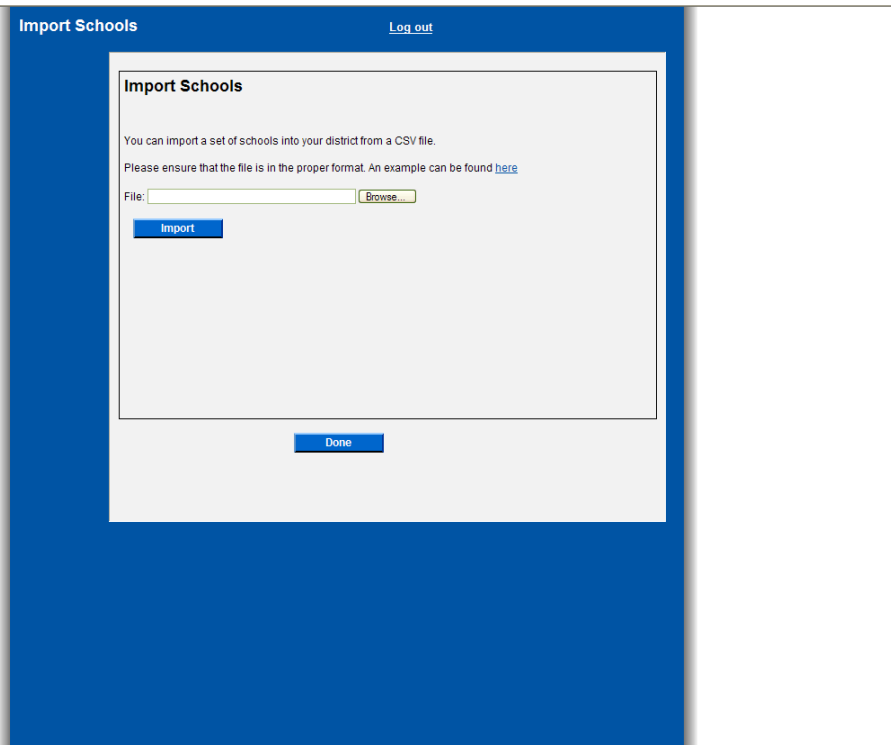 Import Schools
Log out
Import Schools
You can import a set of schools into your district from a CSV file.
Please ensure that the file is in the proper format. An example can be found here
File: Browse...
Import
Done